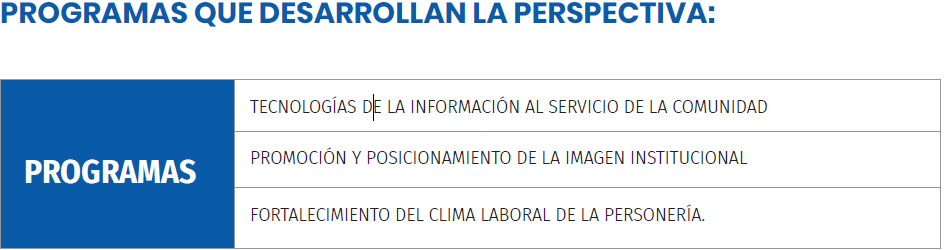 PROGRAMAS QUE DESARROLLAN LA PERSPECTIVA:
PROGRAMAS
TECNOLOGÍAS DE LA INFORMACIÓN AL SERVICIO DE LA COMUNIDAD
PROMOCIÓN Y POSICIONAMIENTO DE LA IMAGEN INSTITUCIONAL
FORTALECIMIENTO DEL CLIMA LABORAL DE LA PERSONERÍA.